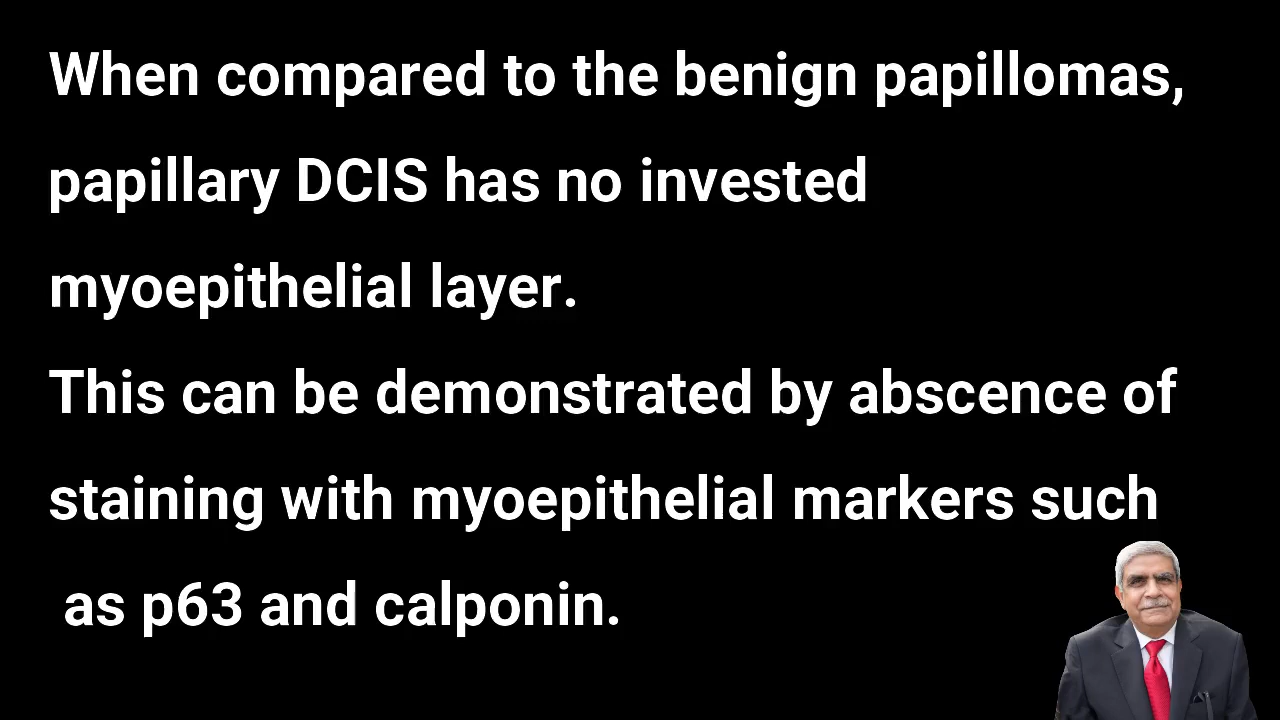 When compared to the benign papillomas,
papillary DCIS has no invested
myoepithelial layer.
This can be demonstrated by abscence of
staining with myoepithelial markers such
as p63 and calponin.